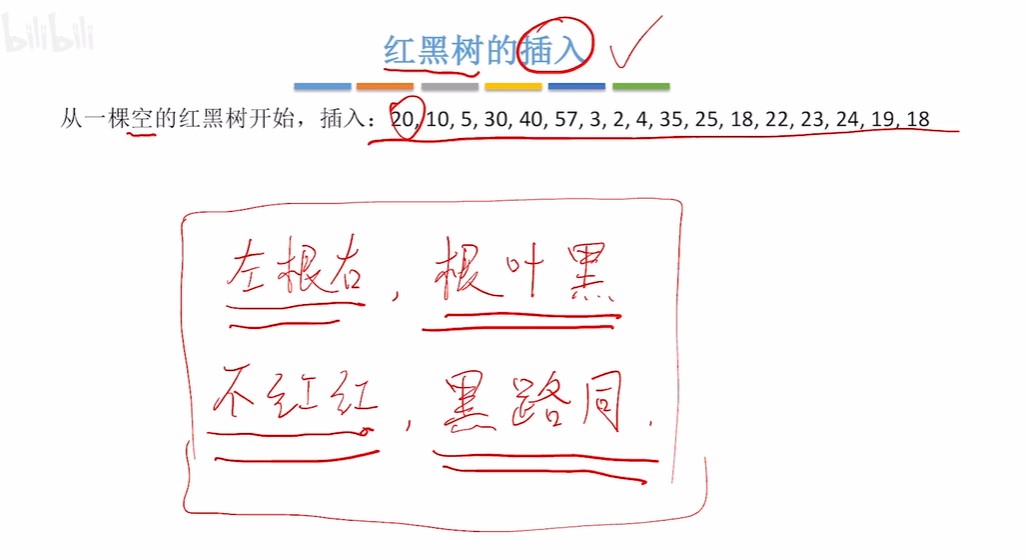 bilibili
红黑树的插入
从一棵空的红黑树开始，插入：20, 10, 5, 30, 40, 57, 3, 2, 4, 35, 25, 18, 22, 23, 24, 19, 18
左根右，根叶黑
不红红，黑路同.